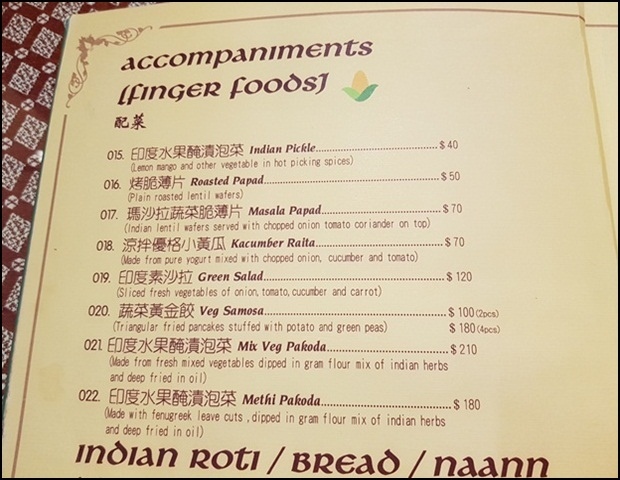 ACCOMPANIMENTS
[FINGER FOODS]
配菜
015. 印度水果醃漬泡菜 Indian Pickle $ 40
(Lemon mango and other vegetable in hot picking spices)
016. 烤脆薄片 Roasted Papad $ 50
(Plain roasted lentil wafers)
017. 瑪沙拉蔬菜脆薄片 Masala Papad $ 70
(Indian lentil wafers served with chopped onion tomato coriander on top)
018. 涼拌優格小黃瓜 Kacumber Raita $ 70
(Made from pure yogurt mixed with chopped onion, cucumber and tomato)
019. 印度素沙拉 Green Salad $ 120
(Sliced fresh vegetables of onion, tomato, cucumber and carrot)
020. 蔬菜黃金餃 Veg Samosa $ 100 (2pcs)
(Triangular fried pancakes stuffed with potato and green peas) $ 180 (4pcs)
021. 印度水果醃漬泡菜 Mix Veg Pakoda $ 210
(Made from fresh mixed vegetables dipped in gram flour mix of indian herbs
and deep fried in oil)
022. 印度水果醃漬泡菜 Methi Pakoda $ 180
(Made with fenugreek leave cuts , dipped in gram flour mix of indian herbs
and deep fried in oil)
INDIAN ROTI / BREAD / NAANN